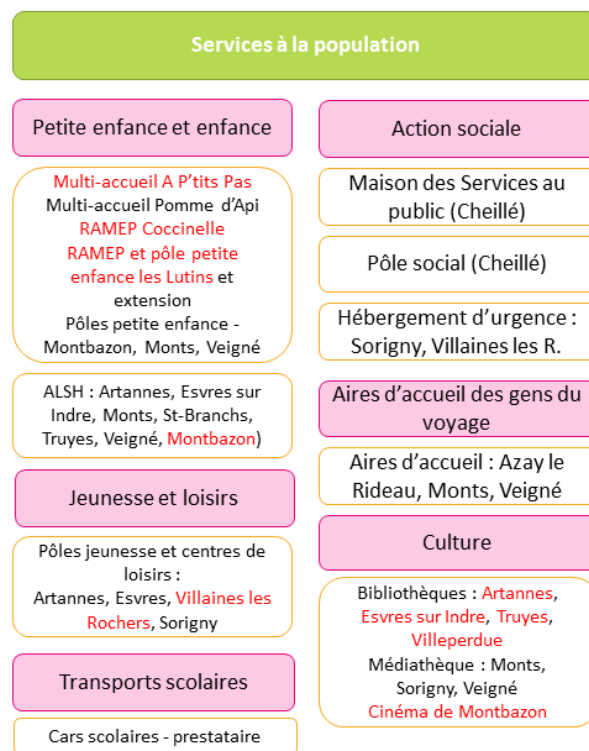 Services à la population
Petite enfance et enfance
Multi-accueil A P'tits Pas
Multi-accueil Pomme d'Api
RAMEP Coccinelle
RAMEP et pôle petite
enfance les Lutins et
extension
Pôles petite enfance -
Montbazon, Monts, Veigné
ALSH : Artannes, Esvres sur
Indre, Monts, St-Branchs,
Truyes, Veigné, Montbazon)
Jeunesse et loisirs
Pôles jeunesse et centres de
loisirs :
Artannes, Esvres, Villaines les
Rochers, Sorigny
Transports scolaires
Cars scolaires - prestataire
Action sociale
Maison des Services au
public (Cheillé)
Pôle social (Cheillé)
Hébergement d'urgence :
Sorigny, Villaines les R.
Aires d'accueil des gens du
voyage
Aires d'accueil : Azay le
Rideau, Monts, Veigné
Culture
Bibliothèques : Artannes,
Esvres sur Indre, Truyes,
Villeperdue
Médiathèque : Monts,
Sorigny, Veigné
Cinéma de Montbazon